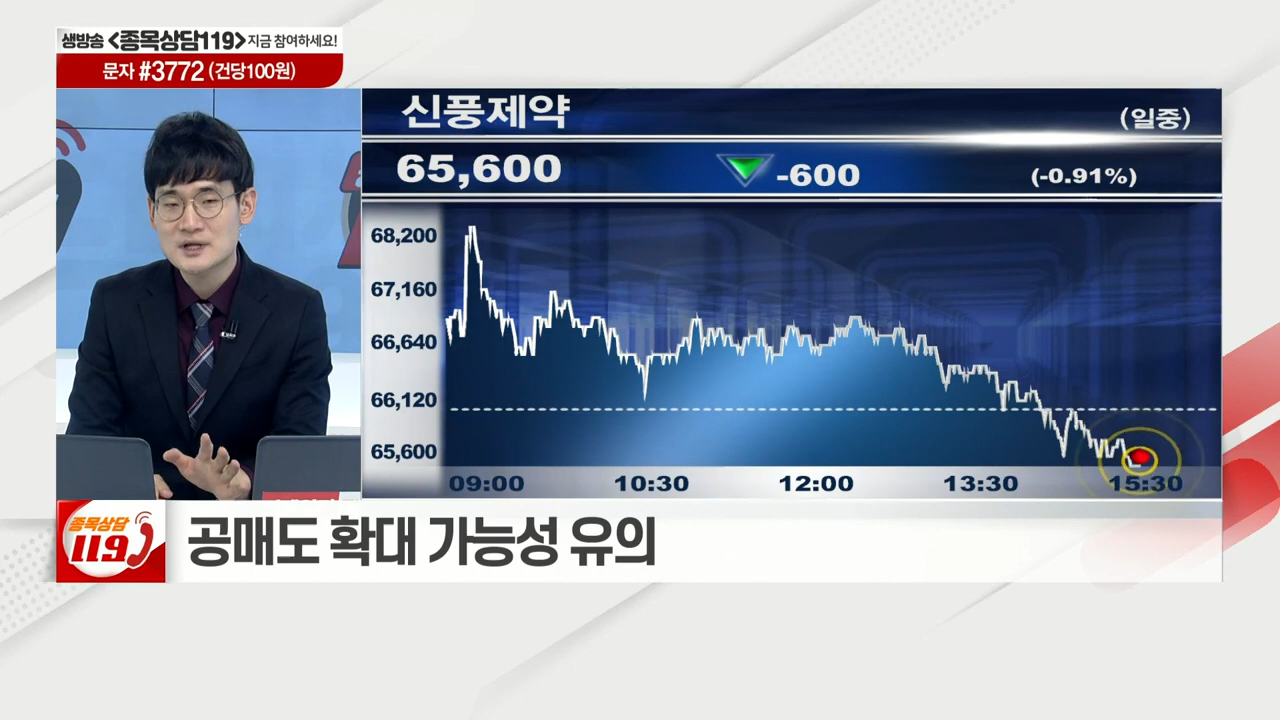 생방송 <종목상담119> 지금 참여하세요!
문자 #3772 (건당100원)
신풍제약
(일중)
65,600
-600
(-0.91%)
68,200
67,160
66,640
66,120
65,600
09:00
10:30
12:00
13:30
15:30
종목상담
119
공매도 확대 가능성 유의